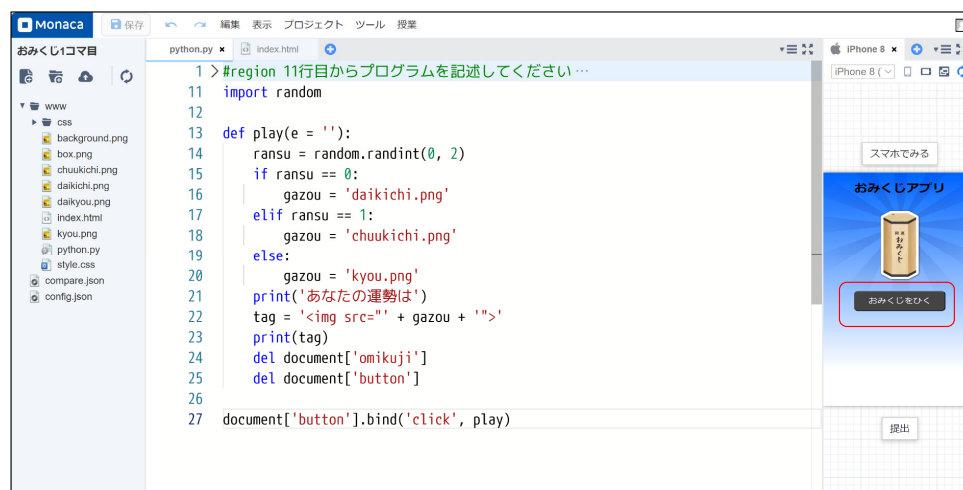 Monaca 保存 編集 表示 プロジェクト ツール 授業
おみくじ1コマ目
python.py × index.html
iPhone 8 ×
iPhone 8 (
www
css
background.png
box.png
chuukichi.png
daikichi.png
daikyou.png
index.html
kyou.png
python.py
style.css
compare.json
config.json
1 #region 11行目からプログラムを記述してください…
11 import random
12
13 def play(e = ''):
14 ransu = random.randint(0, 2)
15 if ransu == 0:
16 gazou = 'daikichi.png'
17 elif ransu == 1:
18 gazou = 'chuukichi.png'
19 else:
20 gazou = 'kyou.png'
21 print('あなたの運勢は')
22 tag = '<img src="' + gazou + '">'
23 print(tag)
24 del document['omikuji']
25 del document['button']
26
27 document['button'].bind('click', play)
スマホでみる
おみくじアプリ
おみくじ
おみくじをひく
提出